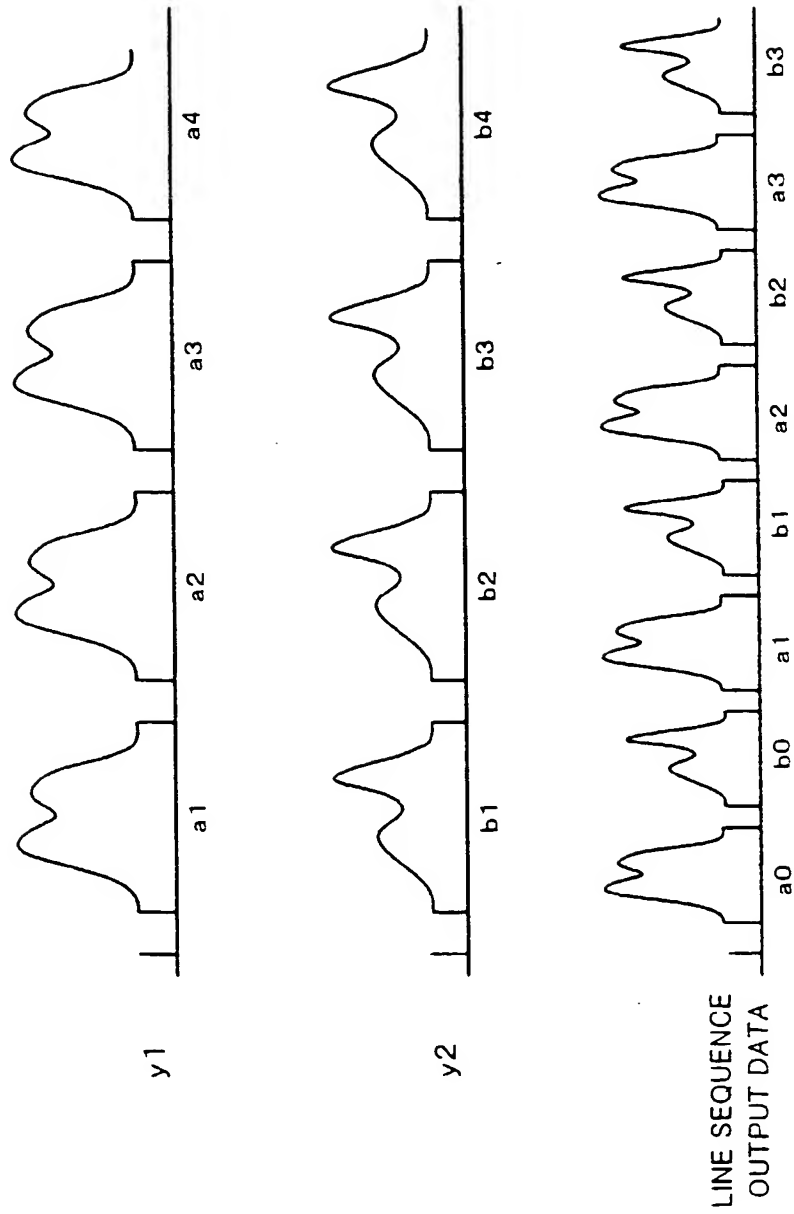 y1
a1
a2
a3
a4
y2
b1
b2
b3
b4
LINE SEQUENCE
OUTPUT DATA
a0
b0
a1
b1
a2
b2
a3
b3